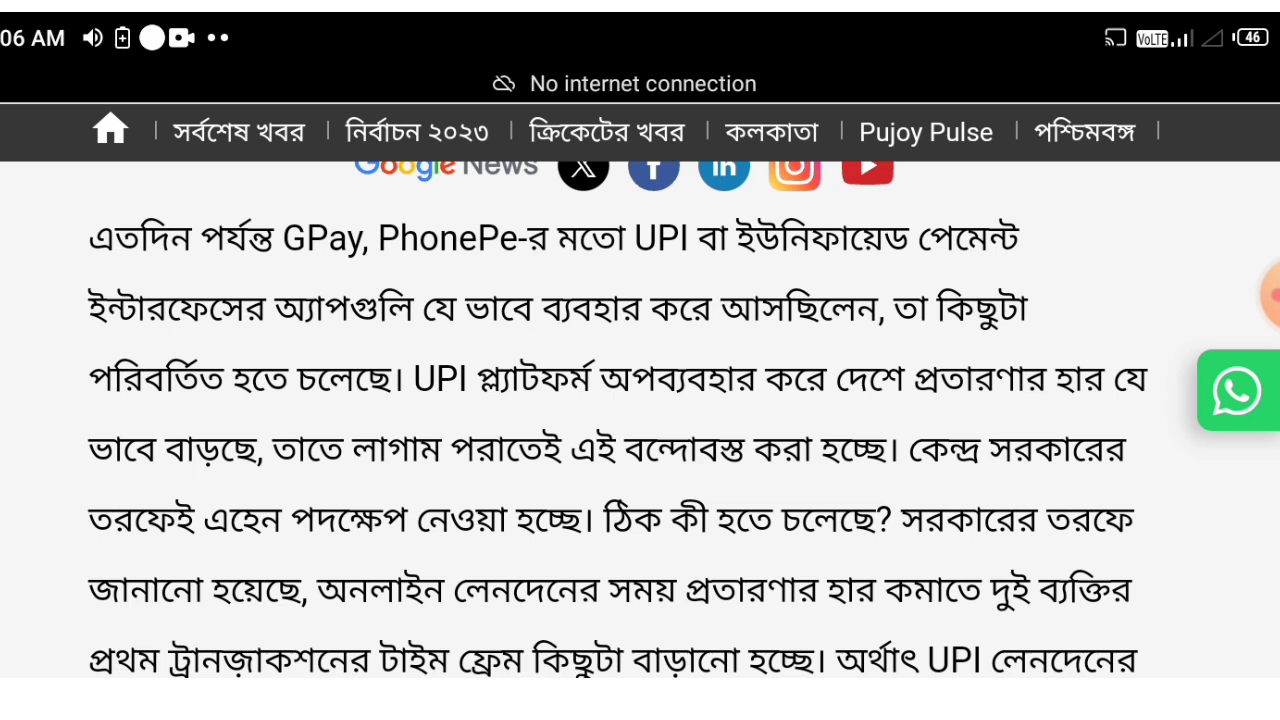 06 AM
VoLTE
46
No internet connection
সর্বশেষ খবর | নির্বাচন ২০২৩ | ক্রিকেটের খবর | কলকাতা | Pujoy Pulse | পশ্চিমবঙ্গ |
Google News
এতদিন পর্যন্ত GPay, PhonePe-র মতো UPI বা ইউনিফায়েড পেমেন্ট
ইন্টারফেসের অ্যাপগুলি যে ভাবে ব্যবহার করে আসছিলেন, তা কিছুটা
পরিবর্তিত হতে চলেছে। UPI প্ল্যাটফর্ম অপব্যবহার করে দেশে প্রতারণার হার যে
ভাবে বাড়ছে, তাতে লাগাম পরাতেই এই বন্দোবস্ত করা হচ্ছে। কেন্দ্র সরকারের
তরফেই এহেন পদক্ষেপ নেওয়া হচ্ছে। ঠিক কী হতে চলেছে? সরকারের তরফে
জানানো হয়েছে, অনলাইন লেনদেনের সময় প্রতারণার হার কমাতে দুই ব্যক্তির
প্রথম ট্রানজ়াকশনের টাইম ফ্রেম কিছুটা বাড়ানো হচ্ছে। অর্থাৎ UPI লেনদেনের